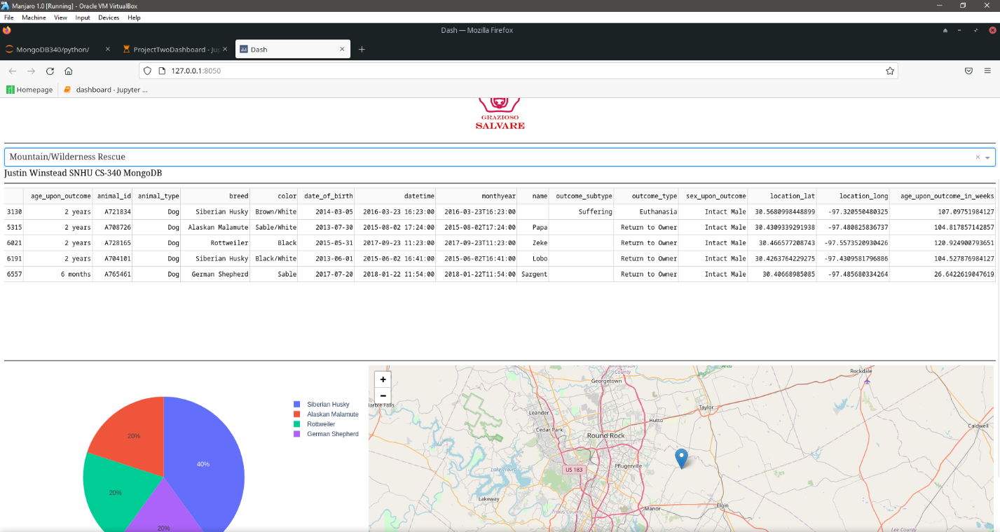 Manjaro 1.0 [Running] - Oracle VM VirtualBox
File Machine View Input Devices Help
Dash — Mozilla Firefox
MongoDB340/python/
ProjectTwoDashboard - Jup
Dash
127.0.0.1:8050
Homepage
dashboard - Jupyter ...
GRAZIOSO
SALVARE
Mountain/Wilderness Rescue
Justin Winstead SNHU CS-340 MongoDB
age_upon_outcome animal_id animal_type breed color date_of_birth datetime monthyear name outcome_subtype outcome_type sex_upon_outcome location_lat location_long age_upon_outcome_in_weeks
3130 2 years A721834 Dog Siberian Husky Brown/White 2014-03-05 2016-03-23 16:23:00 2016-03-23T16:23:00 Suffering Euthanasia Intact Male 30.5680998448899 -97.320550480325 107.09751984127
5315 2 years A708726 Dog Alaskan Malamute Sable/White 2013-07-30 2015-08-02 17:24:00 2015-08-02T17:24:00 Papa Return to Owner Intact Male 30.4309339291938 -97.480825836737 104.817857142857
6021 2 years A728165 Dog Rottweiler Black 2015-05-31 2017-09-23 11:23:00 2017-09-23T11:23:00 Zeke Return to Owner Intact Male 30.466577208743 -97.5573520930426 120.924900793651
6191 2 years A704101 Dog Siberian Husky Black/White 2013-06-01 2015-06-02 16:41:00 2015-06-02T16:41:00 Lobo Return to Owner Intact Male 30.4263764229275 -97.4309581796886 104.527876984127
6557 6 months A765461 Dog German Shepherd Sable 2017-07-20 2018-01-22 11:54:00 2018-01-22T11:54:00 Sargent Return to Owner Intact Male 30.40668985085 -97.485680334264 26.6422619047619
Siberian Husky
Alaskan Malamute
Rottweiler
German Shepherd
20%
40%
20%
20%
+
−
Williamson
County
Area
Rockdale
Georgetown
arble Falls
Taylor
Leander
Hutto
Cedar Park
Caldwell
Round Rock
Pflugerville
US 183
Lake Travis
Lakeway
Manor
Elgin
Travis County
Lee County